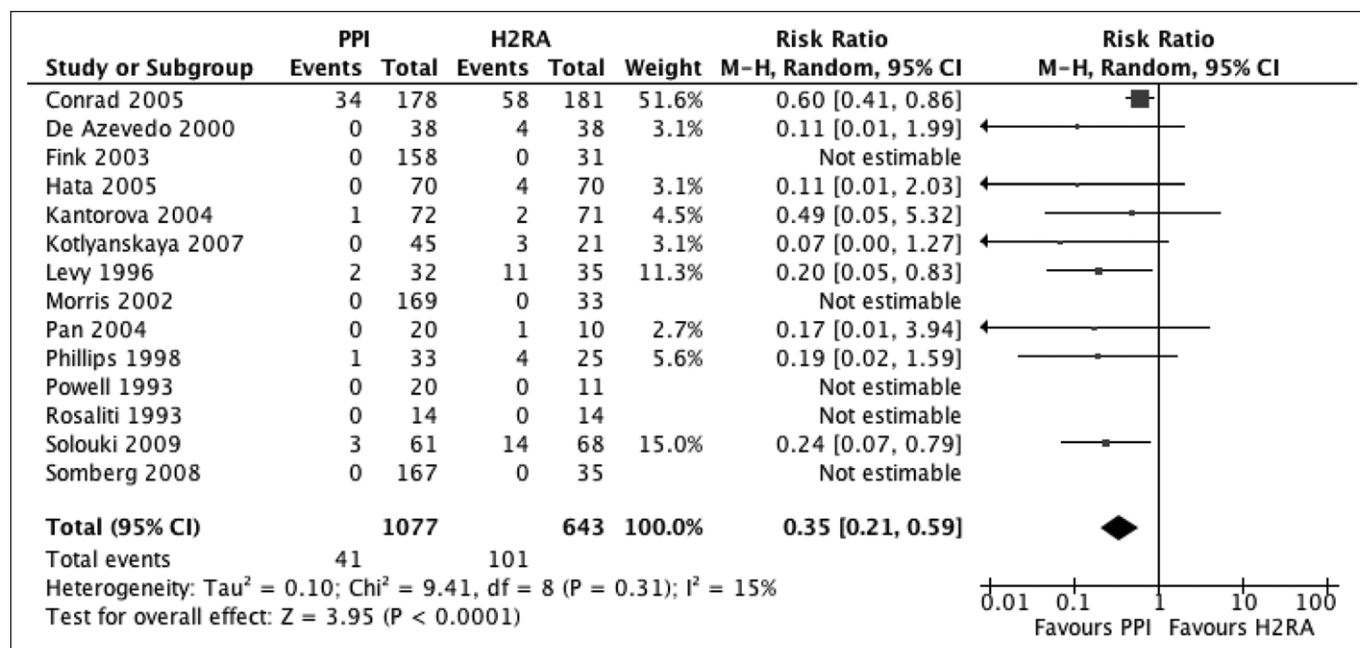 PPI H2RA Risk Ratio Risk Ratio
Study or Subgroup Events Total Events Total Weight M-H, Random, 95% CI M-H, Random, 95% CI
Conrad 2005 34 178 58 181 51.6% 0.60 [0.41, 0.86]
De Azevedo 2000 0 38 4 38 3.1% 0.11 [0.01, 1.99]
Fink 2003 0 158 0 31 Not estimable
Hata 2005 0 70 4 70 3.1% 0.11 [0.01, 2.03]
Kantorova 2004 1 72 2 71 4.5% 0.49 [0.05, 5.32]
Kotlyanskaya 2007 0 45 3 21 3.1% 0.07 [0.00, 1.27]
Levy 1996 2 32 11 35 11.3% 0.20 [0.05, 0.83]
Morris 2002 0 169 0 33 Not estimable
Pan 2004 0 20 1 10 2.7% 0.17 [0.01, 3.94]
Phillips 1998 1 33 4 25 5.6% 0.19 [0.02, 1.59]
Powell 1993 0 20 0 11 Not estimable
Rosaliti 1993 0 14 0 14 Not estimable
Solouki 2009 3 61 14 68 15.0% 0.24 [0.07, 0.79]
Somberg 2008 0 167 0 35 Not estimable
Total (95% CI) 1077 643 100.0% 0.35 [0.21, 0.59]
Total events 41 101
Heterogeneity: Tau² = 0.10; Chi² = 9.41, df = 8 (P = 0.31); I² = 15%
Test for overall effect: Z = 3.95 (P < 0.0001)
0.01 0.1 1 10 100
Favours PPI Favours H2RA